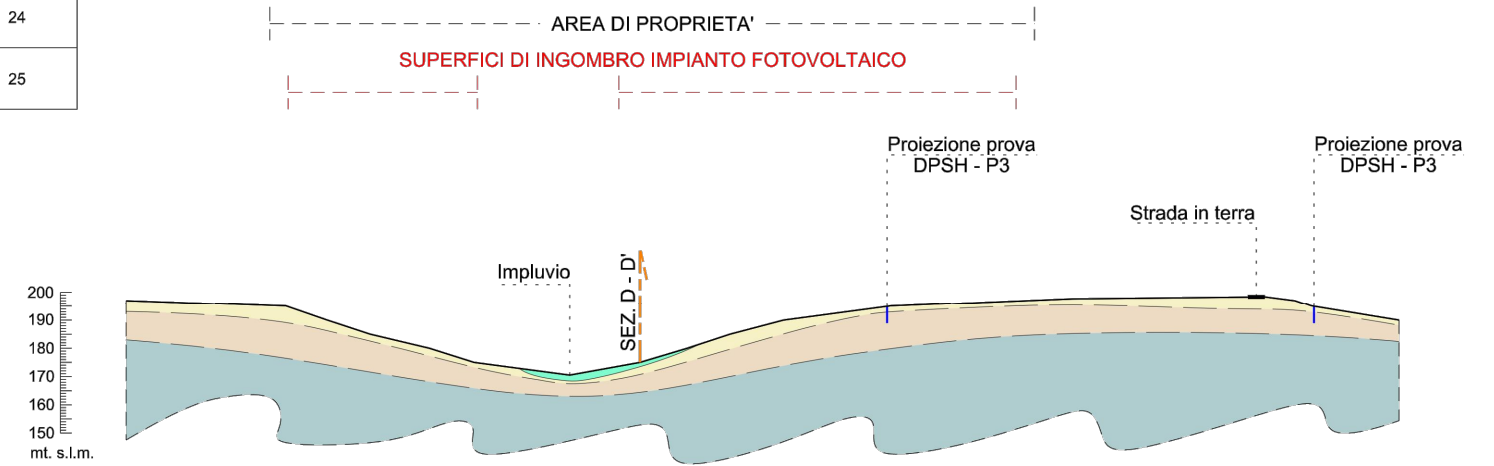 24
25
AREA DI PROPRIETA'
SUPERFICI DI INGOMBRO IMPIANTO FOTOVOLTAICO
Proiezione prova
DPSH - P3
Proiezione prova
DPSH - P3
Strada in terra
Impluvio
SEZ. D - D'
200
190
180
170
160
150
mt. s.l.m.